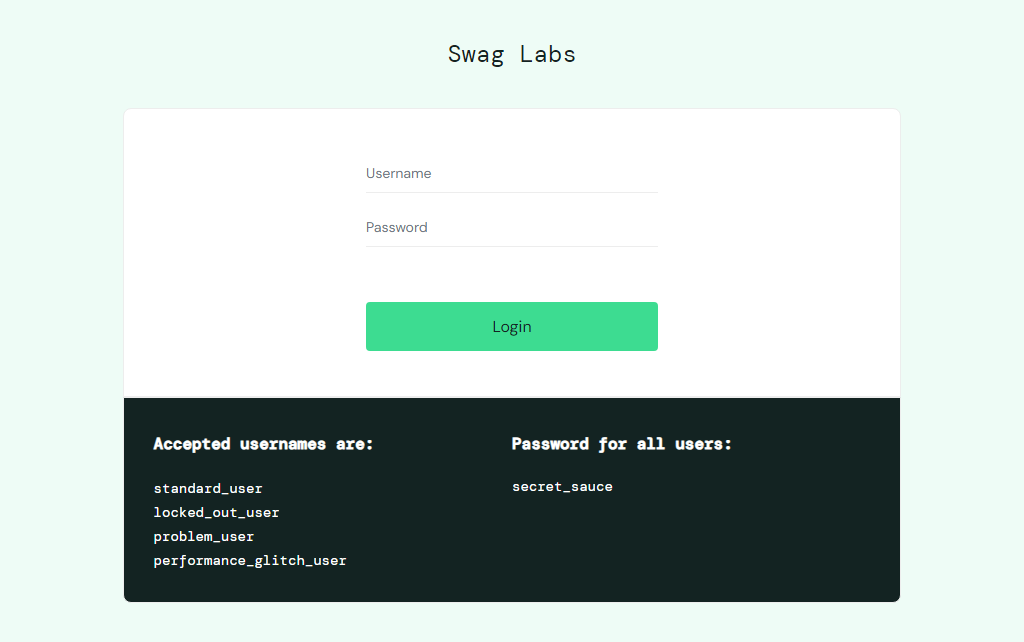 Swag Labs
Username
Password
Login
Accepted usernames are:
standard_user
locked_out_user
problem_user
performance_glitch_user
Password for all users:
secret_sauce